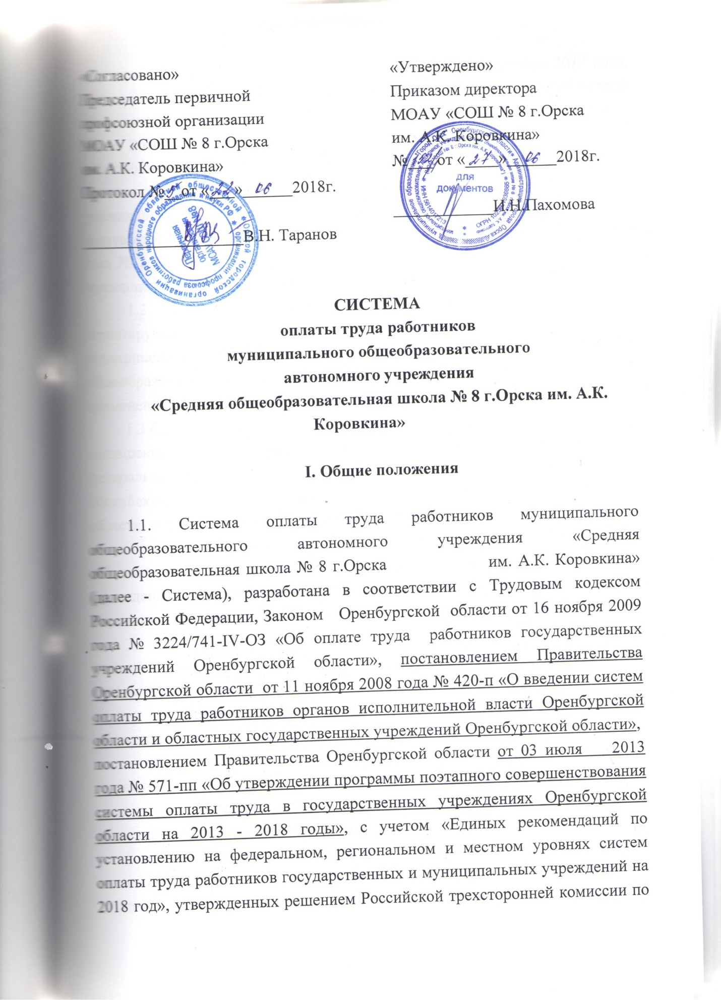 «Согласовано»
Председатель первичной
профсоюзной организации
МОАУ «СОШ № 8 г.Орска
им. А.К. Коровкина»
Протокол № 5 от « 22 » 06 2018г.
В.Н. Таранов
«Утверждено»
Приказом директора
МОАУ «СОШ № 8 г.Орска
им. А.К. Коровкина»
№ от « 27 » 06 2018г.
для
документов
И.Н.Пахомова
СИСТЕМА
оплаты труда работников
муниципального общеобразовательного
автономного учреждения
«Средняя общеобразовательная школа № 8 г.Орска им. А.К.
Коровкина»
I. Общие положения
1.1. Система оплаты труда работников муниципального
общеобразовательного автономного учреждения «Средняя
общеобразовательная школа № 8 г.Орска им. А.К. Коровкина»
(далее - Система), разработана в соответствии с Трудовым кодексом
Российской Федерации, Законом Оренбургской области от 16 ноября 2009
года № 3224/741-IV-ОЗ «Об оплате труда работников государственных
учреждений Оренбургской области», постановлением Правительства
Оренбургской области от 11 ноября 2008 года № 420-п «О введении систем
оплаты труда работников органов исполнительной власти Оренбургской
области и областных государственных учреждений Оренбургской области»,
постановлением Правительства Оренбургской области от 03 июля 2013
года № 571-пп «Об утверждении программы поэтапного совершенствования
системы оплаты труда в государственных учреждениях Оренбургской
области на 2013 - 2018 годы», с учетом «Единых рекомендаций по
установлению на федеральном, региональном и местном уровнях систем
оплаты труда работников государственных и муниципальных учреждений на
2018 год», утвержденных решением Российской трехсторонней комиссии по